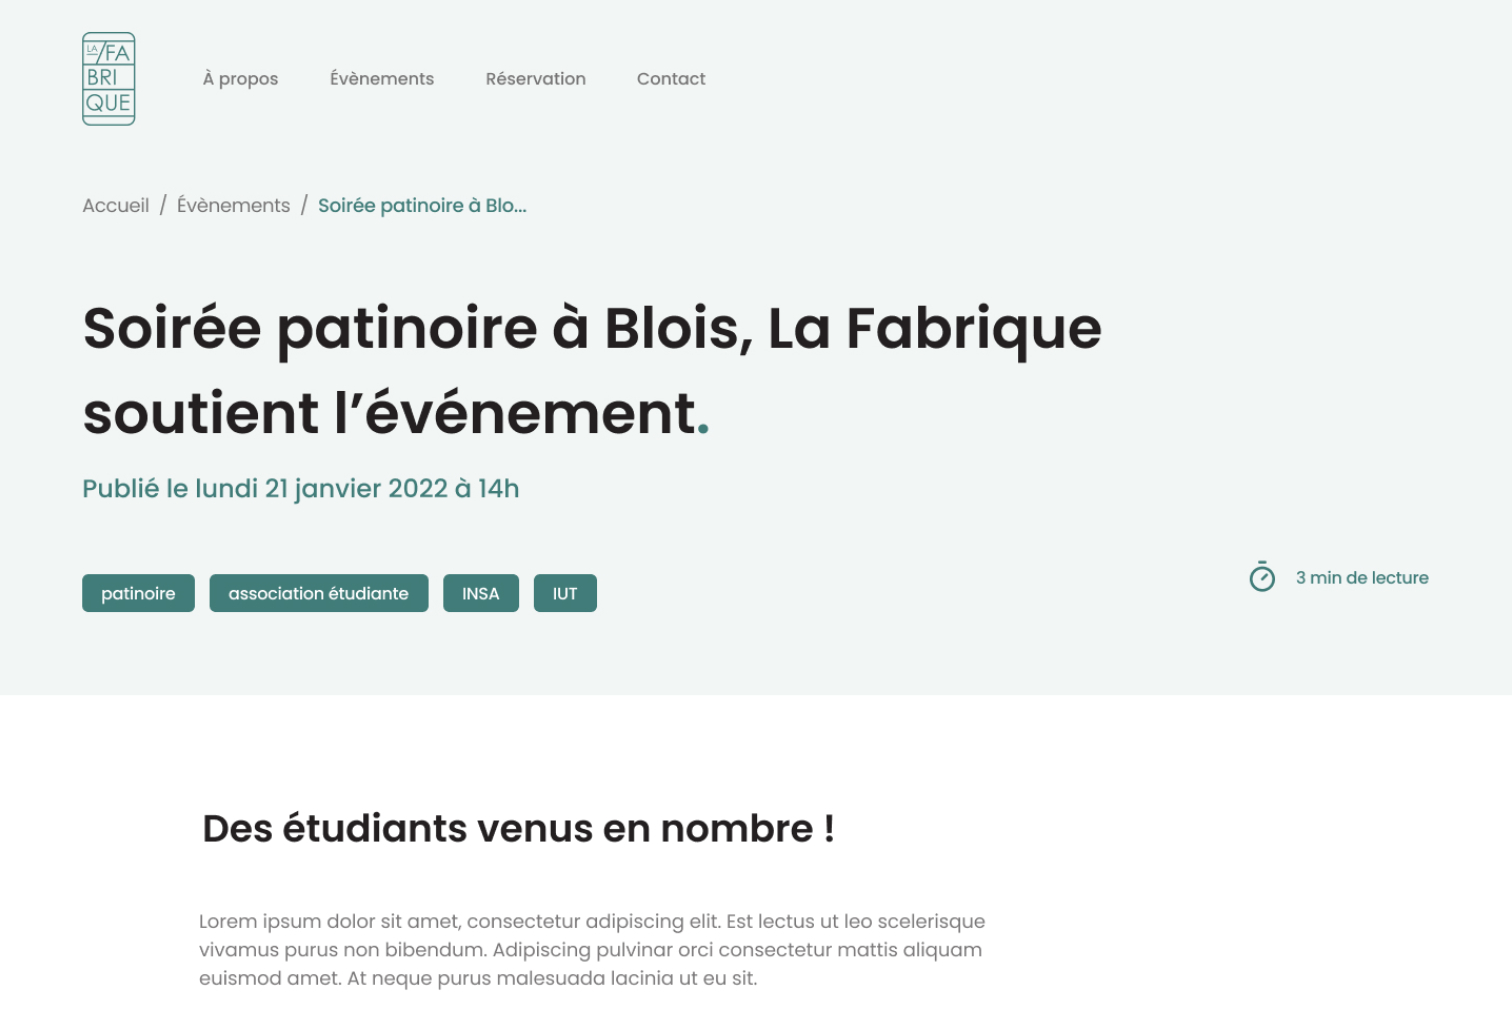 LA/FA
BRI
QUE
À propos Évènements Réservation Contact
Accueil / Évènements / Soirée patinoire à Blo...
Soirée patinoire à Blois, La Fabrique
soutient l’événement.
Publié le lundi 21 janvier 2022 à 14h
patinoire association étudiante INSA IUT
3 min de lecture
Des étudiants venus en nombre !
Lorem ipsum dolor sit amet, consectetur adipiscing elit. Est lectus ut leo scelerisque
vivamus purus non bibendum. Adipiscing pulvinar orci consectetur mattis aliquam
euismod amet. At neque purus malesuada lacinia ut eu sit.